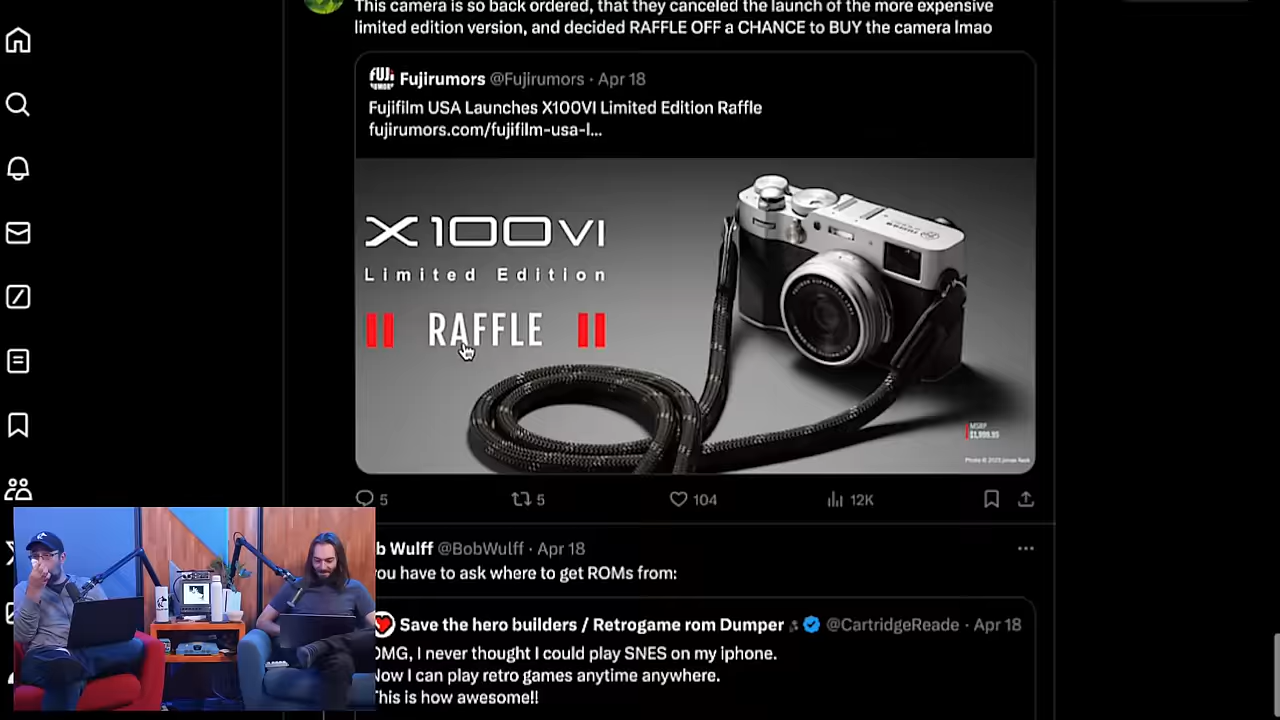 This camera is so back ordered, that they canceled the launch of the more expensive
limited edition version, and decided RAFFLE OFF a CHANCE to BUY the camera lmao
FUJI
RUMORS
Fujirumors @Fujirumors · Apr 18
Fujifilm USA Launches X100VI Limited Edition Raffle
fujirumors.com/fujifilm-usa-l...
X100VI
Limited Edition
RAFFLE
MSRP
$1,999.95
5
5
104
12K
b Wulff @BobWulff · Apr 18
you have to ask where to get ROMs from:
Save the hero builders / Retrogame rom Dumper @CartridgeReade · Apr 18
OMG, I never thought I could play SNES on my iphone.
Now I can play retro games anytime anywhere.
This is how awesome!!